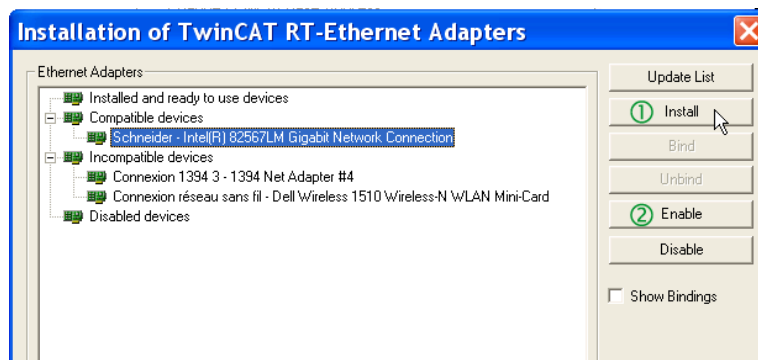 Installation of TwinCAT RT-Ethernet Adapters
Ethernet Adapters
Installed and ready to use devices
Compatible devices
Schneider - Intel(R) 82567LM Gigabit Network Connection
Incompatible devices
Connexion 1394 3 - 1394 Net Adapter #4
Connexion réseau sans fil - Dell Wireless 1510 Wireless-N WLAN Mini-Card
Disabled devices
Update List
1 Install
Bind
Unbind
2 Enable
Disable
Show Bindings